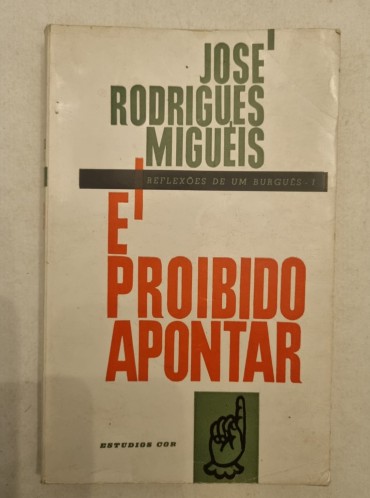 JOSÉ
RODRIGUES
MIGUÉIS
REFLEXÕES DE UM BURGUÊS - I
É
PROIBIDO
APONTAR
ESTÚDIOS COR